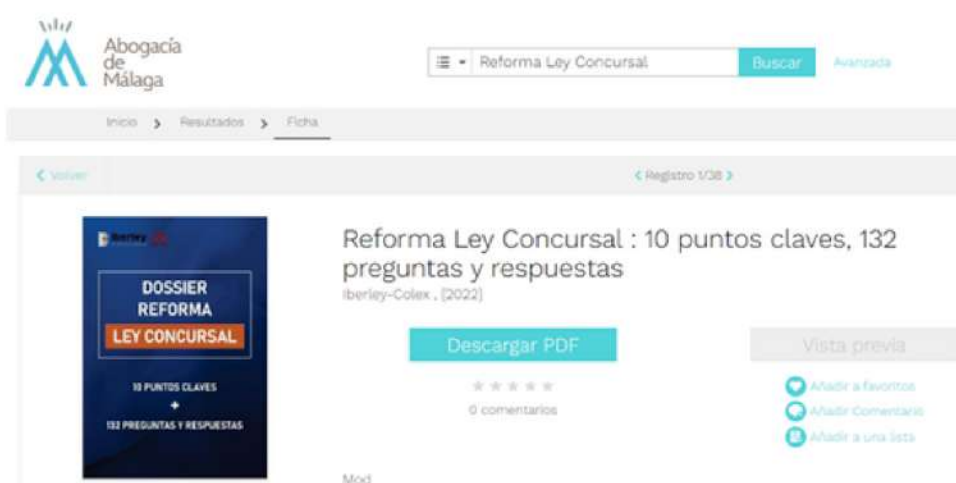 Abogacía
de
Málaga
Reforma Ley Concursal
Buscar
Avanzada
Inicio
Resultados
Ficha
Volver
Registro 1/38
Iberley
DOSSIER
REFORMA
LEY CONCURSAL
10 PUNTOS CLAVES
+
132 PREGUNTAS Y RESPUESTAS
Reforma Ley Concursal : 10 puntos claves, 132
preguntas y respuestas
Iberley-Colex , [2022]
Descargar PDF
Vista previa
0 comentarios
Añadir a favoritos
Añadir Comentario
Añadir a una lista